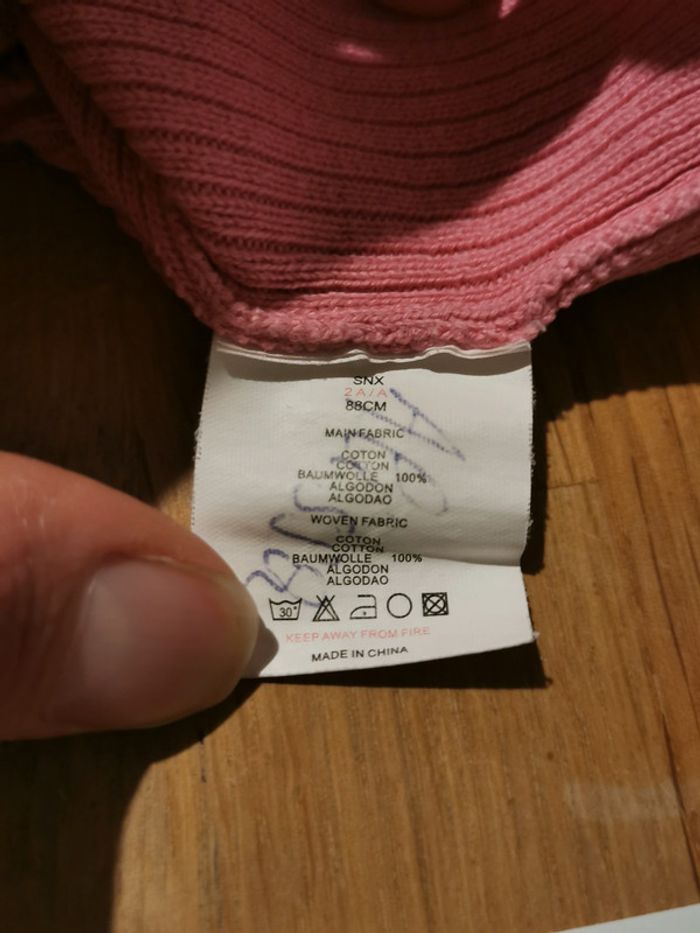 SNX
2 A / A
88CM
MAIN FABRIC
COTON
COTTON
BAUMWOLLE 100%
ALGODON
ALGODAO
WOVEN FABRIC
COTON
COTTON
BAUMWOLLE 100%
ALGODON
ALGODAO
30°
KEEP AWAY FROM FIRE
MADE IN CHINA